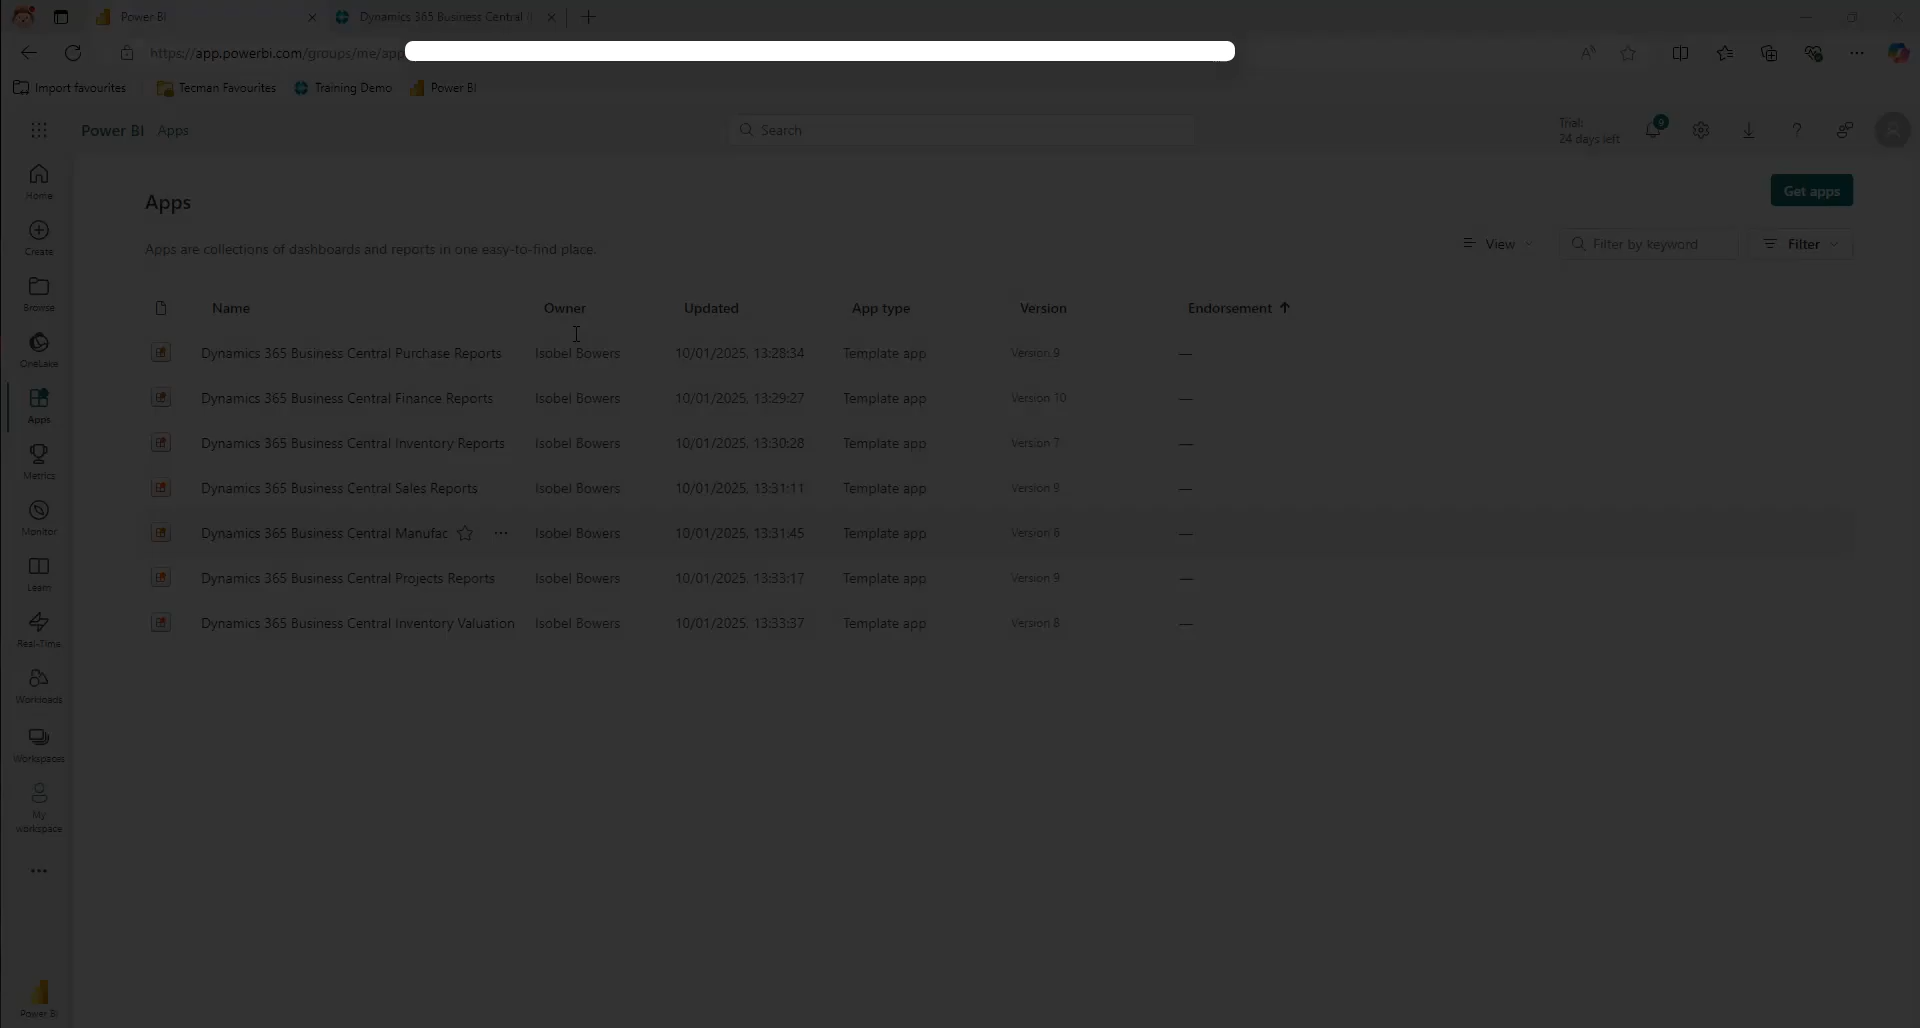 Power BI
Dynamics 365 Business Central
https://app.powerbi.com/groups/me/app
Import favourites
Tecman Favourites
Training Demo
Power BI
Power BI Apps
Search
Trial:
24 days left
0
Home
Create
Browse
OneLake
Apps
Metrics
Monitor
Learn
Real-Time
Workloads
Workspaces
My
workspace
Power BI
Apps
Get apps
Apps are collections of dashboards and reports in one easy-to-find place.
View
Filter by keyword
Filter
Name Owner Updated App type Version Endorsement
Dynamics 365 Business Central Purchase Reports Isobel Bowers 10/01/2025, 13:28:34 Template app Version 9 —
Dynamics 365 Business Central Finance Reports Isobel Bowers 10/01/2025, 13:29:27 Template app Version 10 —
Dynamics 365 Business Central Inventory Reports Isobel Bowers 10/01/2025, 13:30:28 Template app Version 7 —
Dynamics 365 Business Central Sales Reports Isobel Bowers 10/01/2025, 13:31:11 Template app Version 9 —
Dynamics 365 Business Central Manufac Isobel Bowers 10/01/2025, 13:31:45 Template app Version 6 —
Dynamics 365 Business Central Projects Reports Isobel Bowers 10/01/2025, 13:33:17 Template app Version 9 —
Dynamics 365 Business Central Inventory Valuation Isobel Bowers 10/01/2025, 13:33:37 Template app Version 8 —